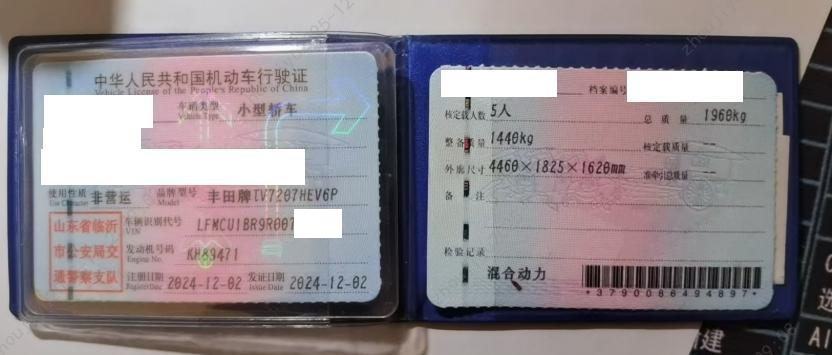 中华人民共和国机动车行驶证
Vehicle License of the People's Republic of China
车辆类型 小型轿车
Vehicle Type
使用性质 非营运 品牌型号 丰田牌TV7207HEV6P
Use Character Model
山东省临沂
市公安局交
通警察支队
车辆识别代号 LFMCU1BR9R007
VIN
发动机号码 KH89471
Engine No.
注册日期 2024-12-02 发证日期 2024-12-02
Register Date Issue Date
档案编号
核定载人数 5人 总质量 1960kg
整备质量 1440kg 核定载质量 --
外廓尺寸 4460×1825×1620mm 准牵引总质量 --
备注
检验记录
混合动力
*3790086494897*